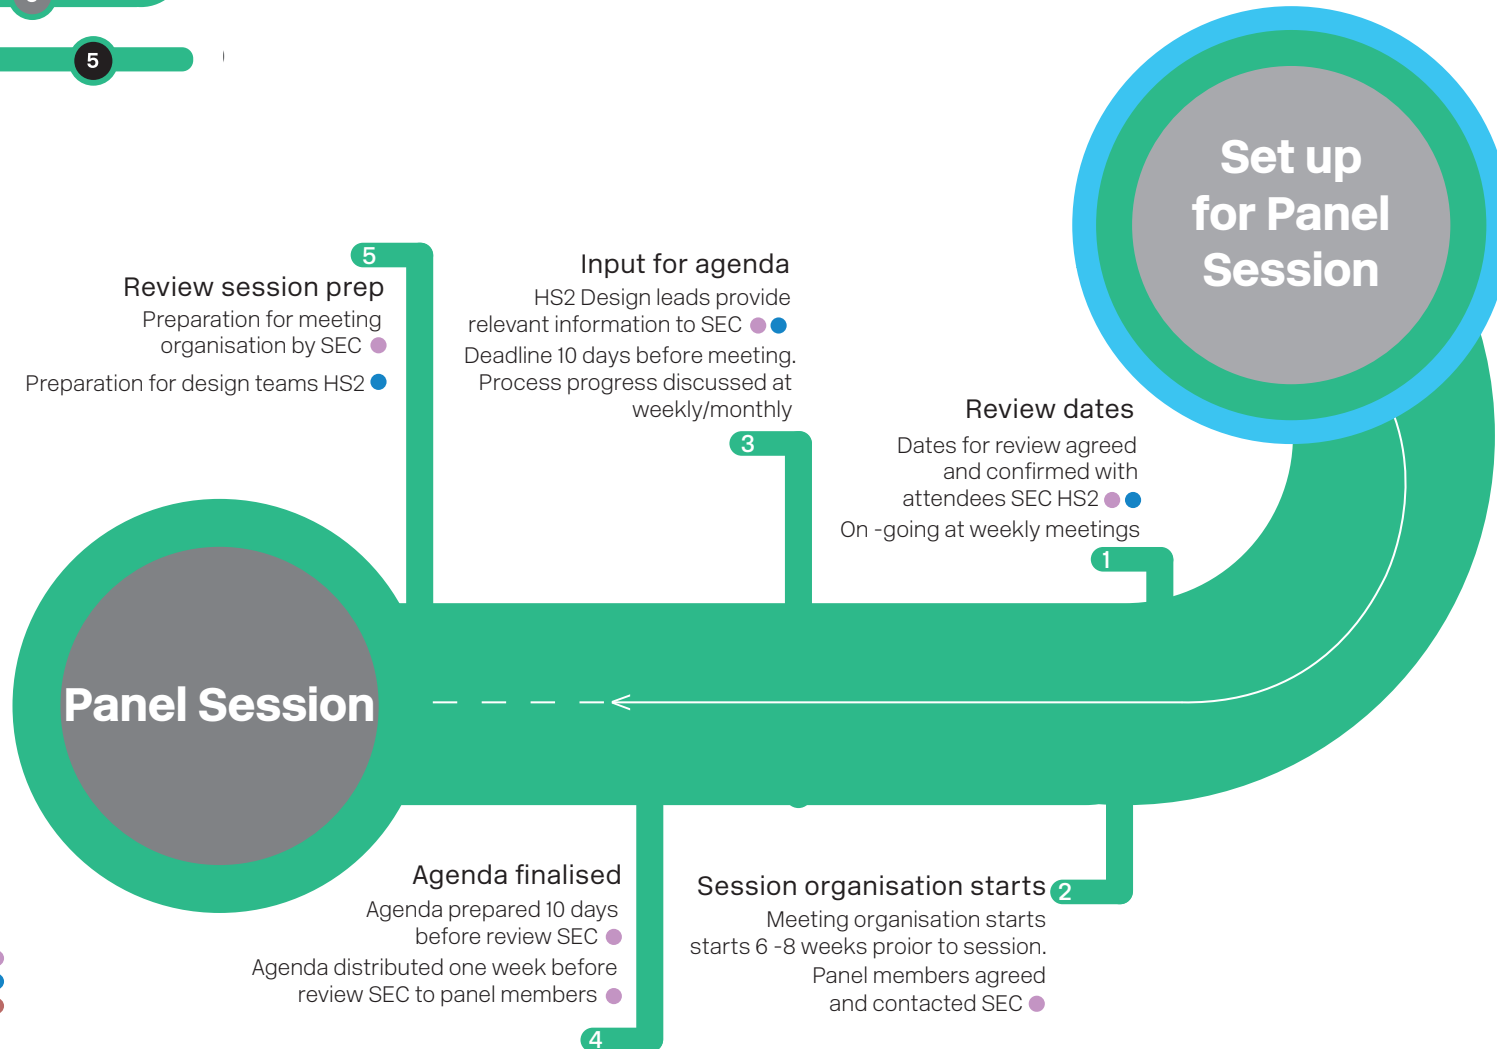 5
Set up
for Panel
Session
5
Review session prep
Preparation for meeting
organisation by SEC
Preparation for design teams HS2
Input for agenda
HS2 Design leads provide
relevant information to SEC
Deadline 10 days before meeting.
Process progress discussed at
weekly/monthly
3
Review dates
Dates for review agreed
and confirmed with
attendees SEC HS2
On -going at weekly meetings
1
Panel Session
Agenda finalised
Agenda prepared 10 days
before review SEC
Agenda distributed one week before
review SEC to panel members
4
Session organisation starts
2
Meeting organisation starts
starts 6 -8 weeks proior to session.
Panel members agreed
and contacted SEC